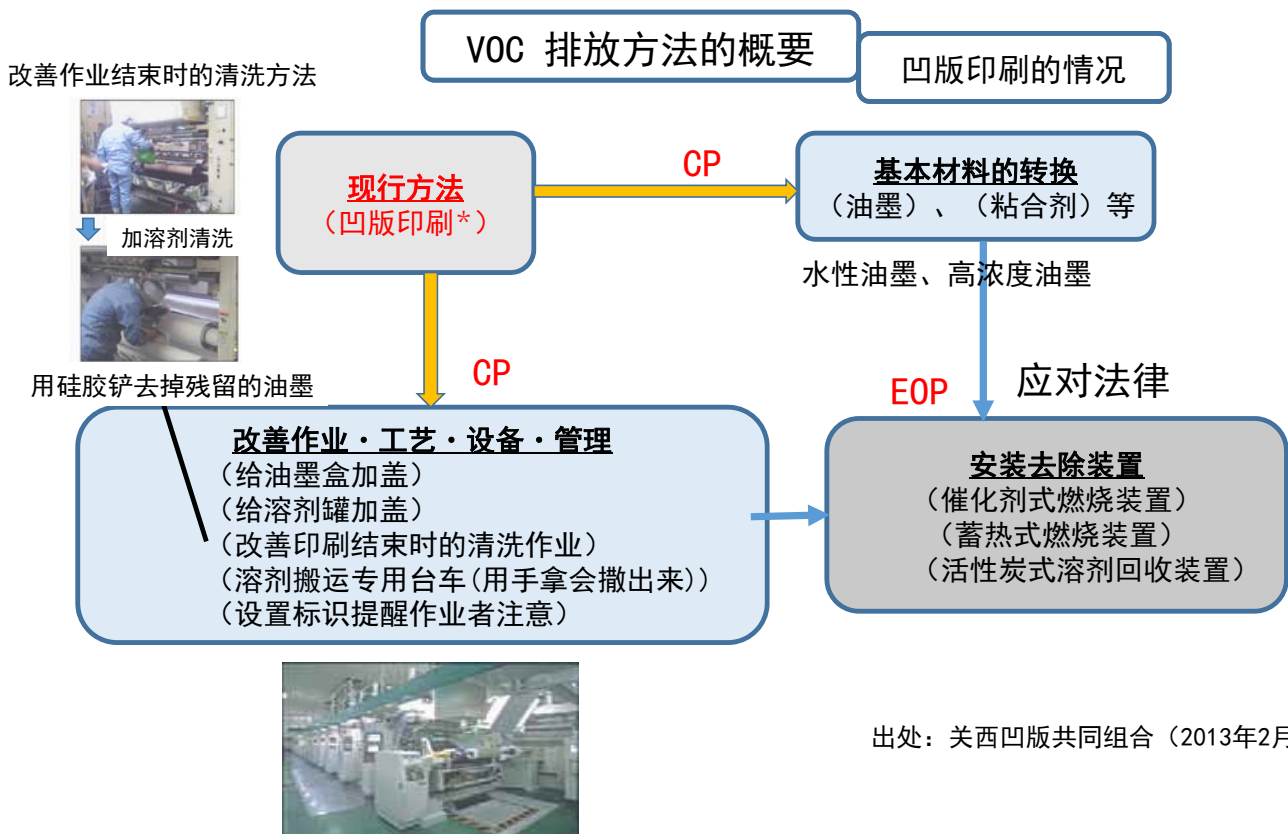 VOC 排放方法的概要
凹版印刷的情况
改善作业结束时的清洗方法
加溶剂清洗
用硅胶铲去掉残留的油墨
现行方法
（凹版印刷*）
CP
基本材料的转换
（油墨）、（粘合剂）等
水性油墨、高浓度油墨
CP
EOP
应对法律
改善作业・工艺・设备・管理
（给油墨盒加盖）
（给溶剂罐加盖）
（改善印刷结束时的清洗作业）
（溶剂搬运专用台车(用手拿会撒出来)）
（设置标识提醒作业者注意）
安装去除装置
（催化剂式燃烧装置）
（蓄热式燃烧装置）
（活性炭式溶剂回收装置）
出处：关西凹版共同组合（2013年2月